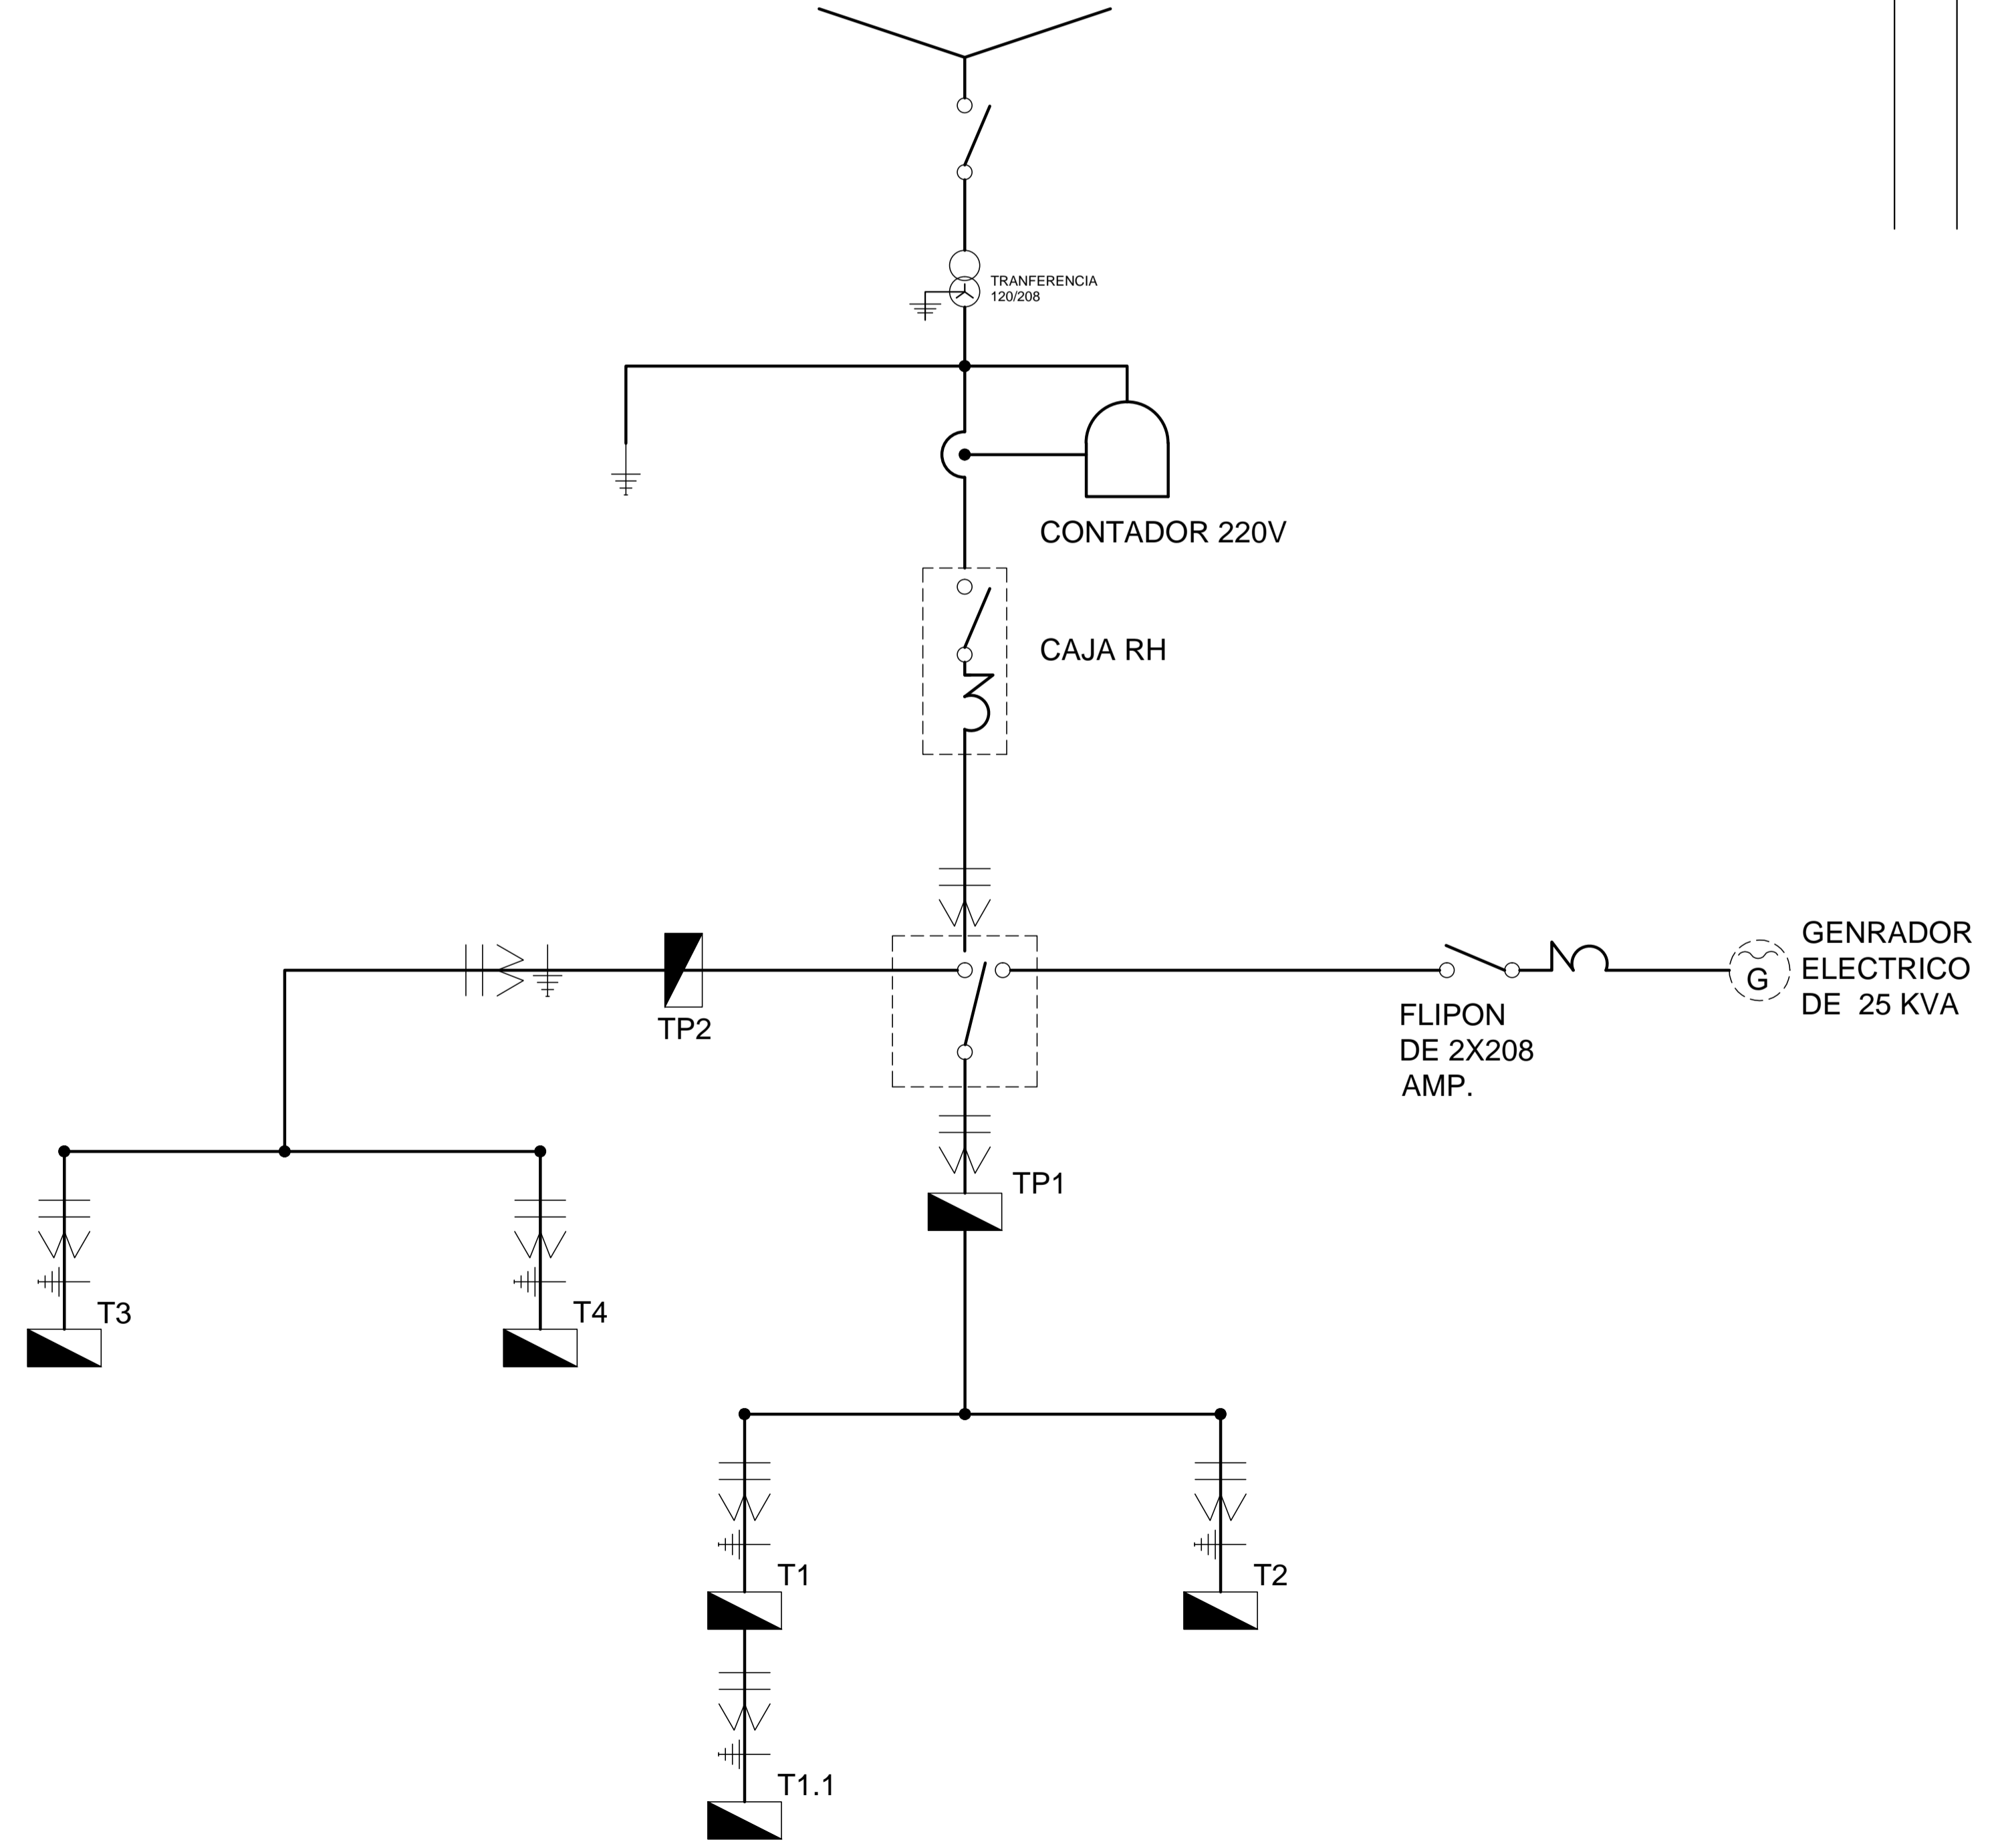 TRANFERENCIA
120/208
CONTADOR 220V
CAJA RH
GENRADOR
ELECTRICO
DE 25 KVA
G
FLIPON
DE 2X208
AMP.
TP2
TP1
T3
T4
T1
T2
T1.1